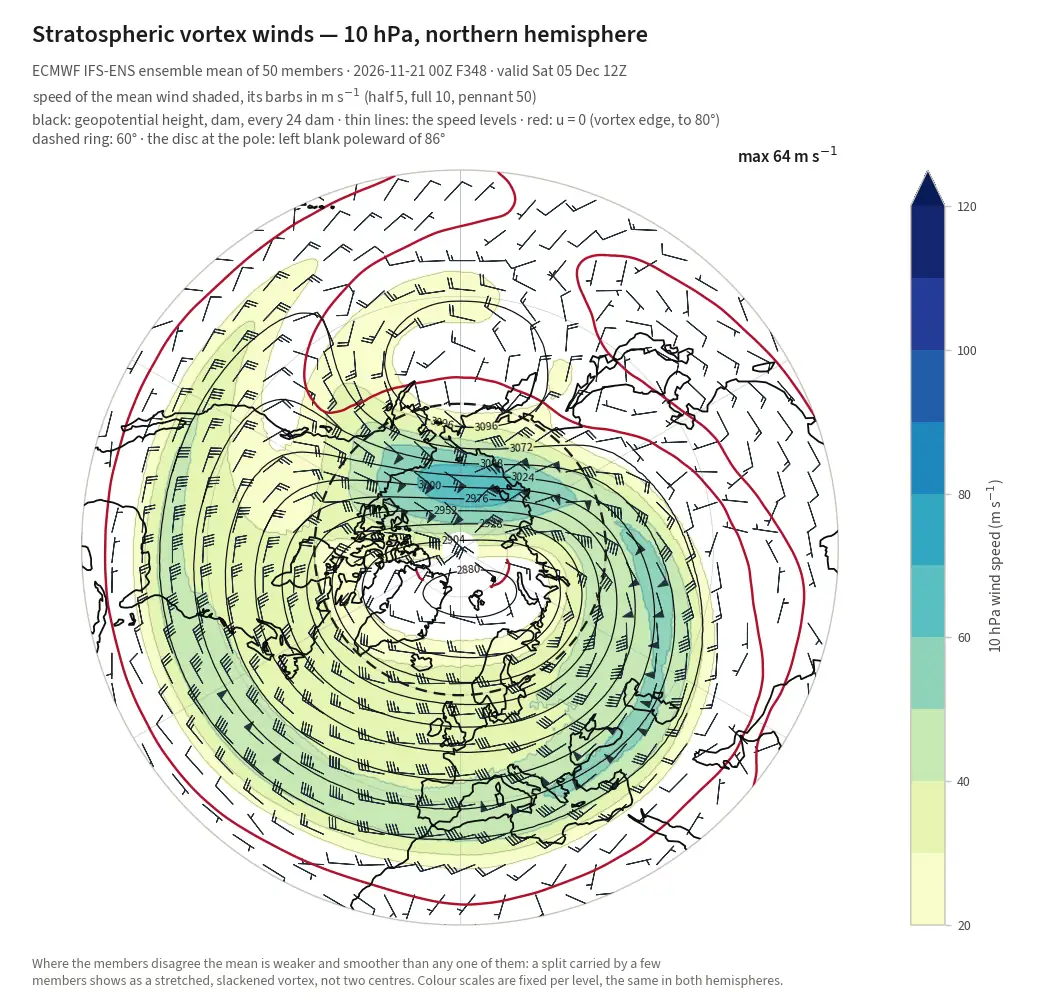 Stratospheric vortex winds — 10 hPa, northern hemisphere
ECMWF IFS-ENS ensemble mean of 50 members · 2026-11-21 00Z F348 · valid Sat 05 Dec 12Z
speed of the mean wind shaded, its barbs in m s⁻¹ (half 5, full 10, pennant 50)
black: geopotential height, dam, every 24 dam · thin lines: the speed levels · red: u = 0 (vortex edge, to 80°)
dashed ring: 60° · the disc at the pole: left blank poleward of 86°
max 64 m s⁻¹
120
100
80
60
40
20
10 hPa wind speed (m s⁻¹)
3096
3072
3024
2976
2952
2928
2904
2880
Where the members disagree the mean is weaker and smoother than any one of them: a split carried by a few
members shows as a stretched, slackened vortex, not two centres. Colour scales are fixed per level, the same in both hemispheres.